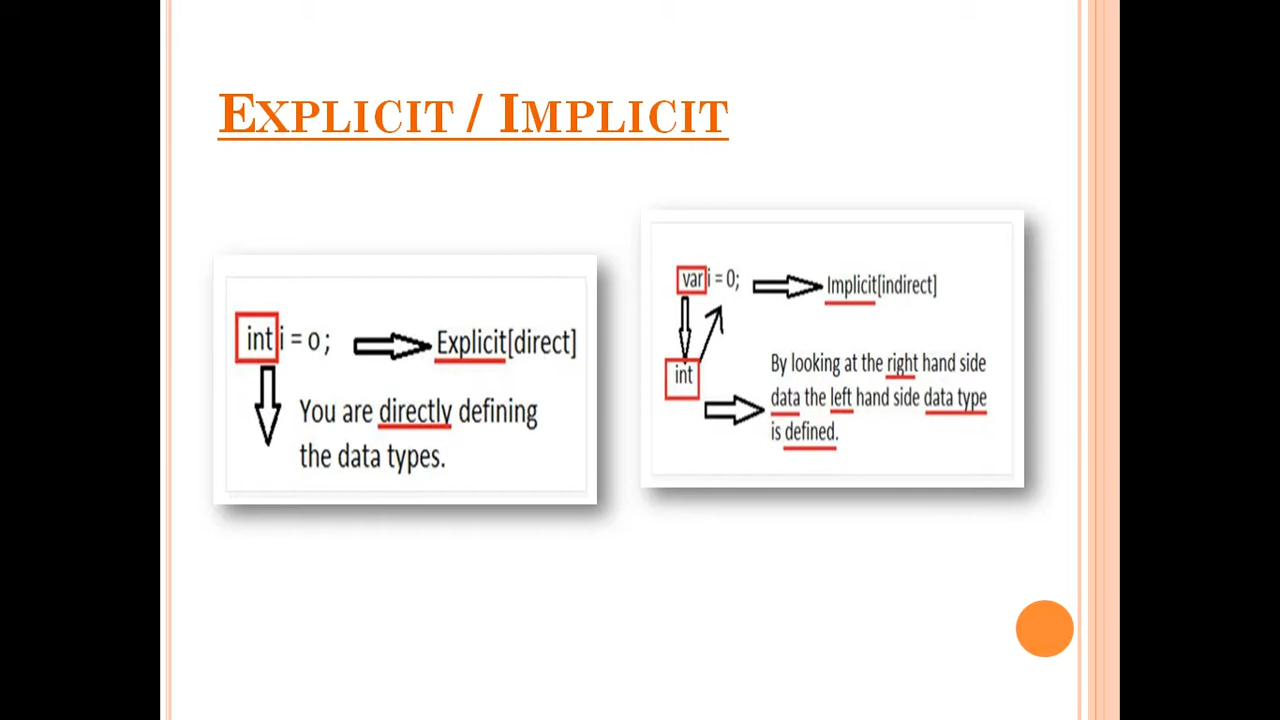 EXPLICIT / IMPLICIT
int i = o ; Explicit[direct]
You are directly defining
the data types.
var i = 0; Implicit[indirect]
int
By looking at the right hand side
data the left hand side data type
is defined.